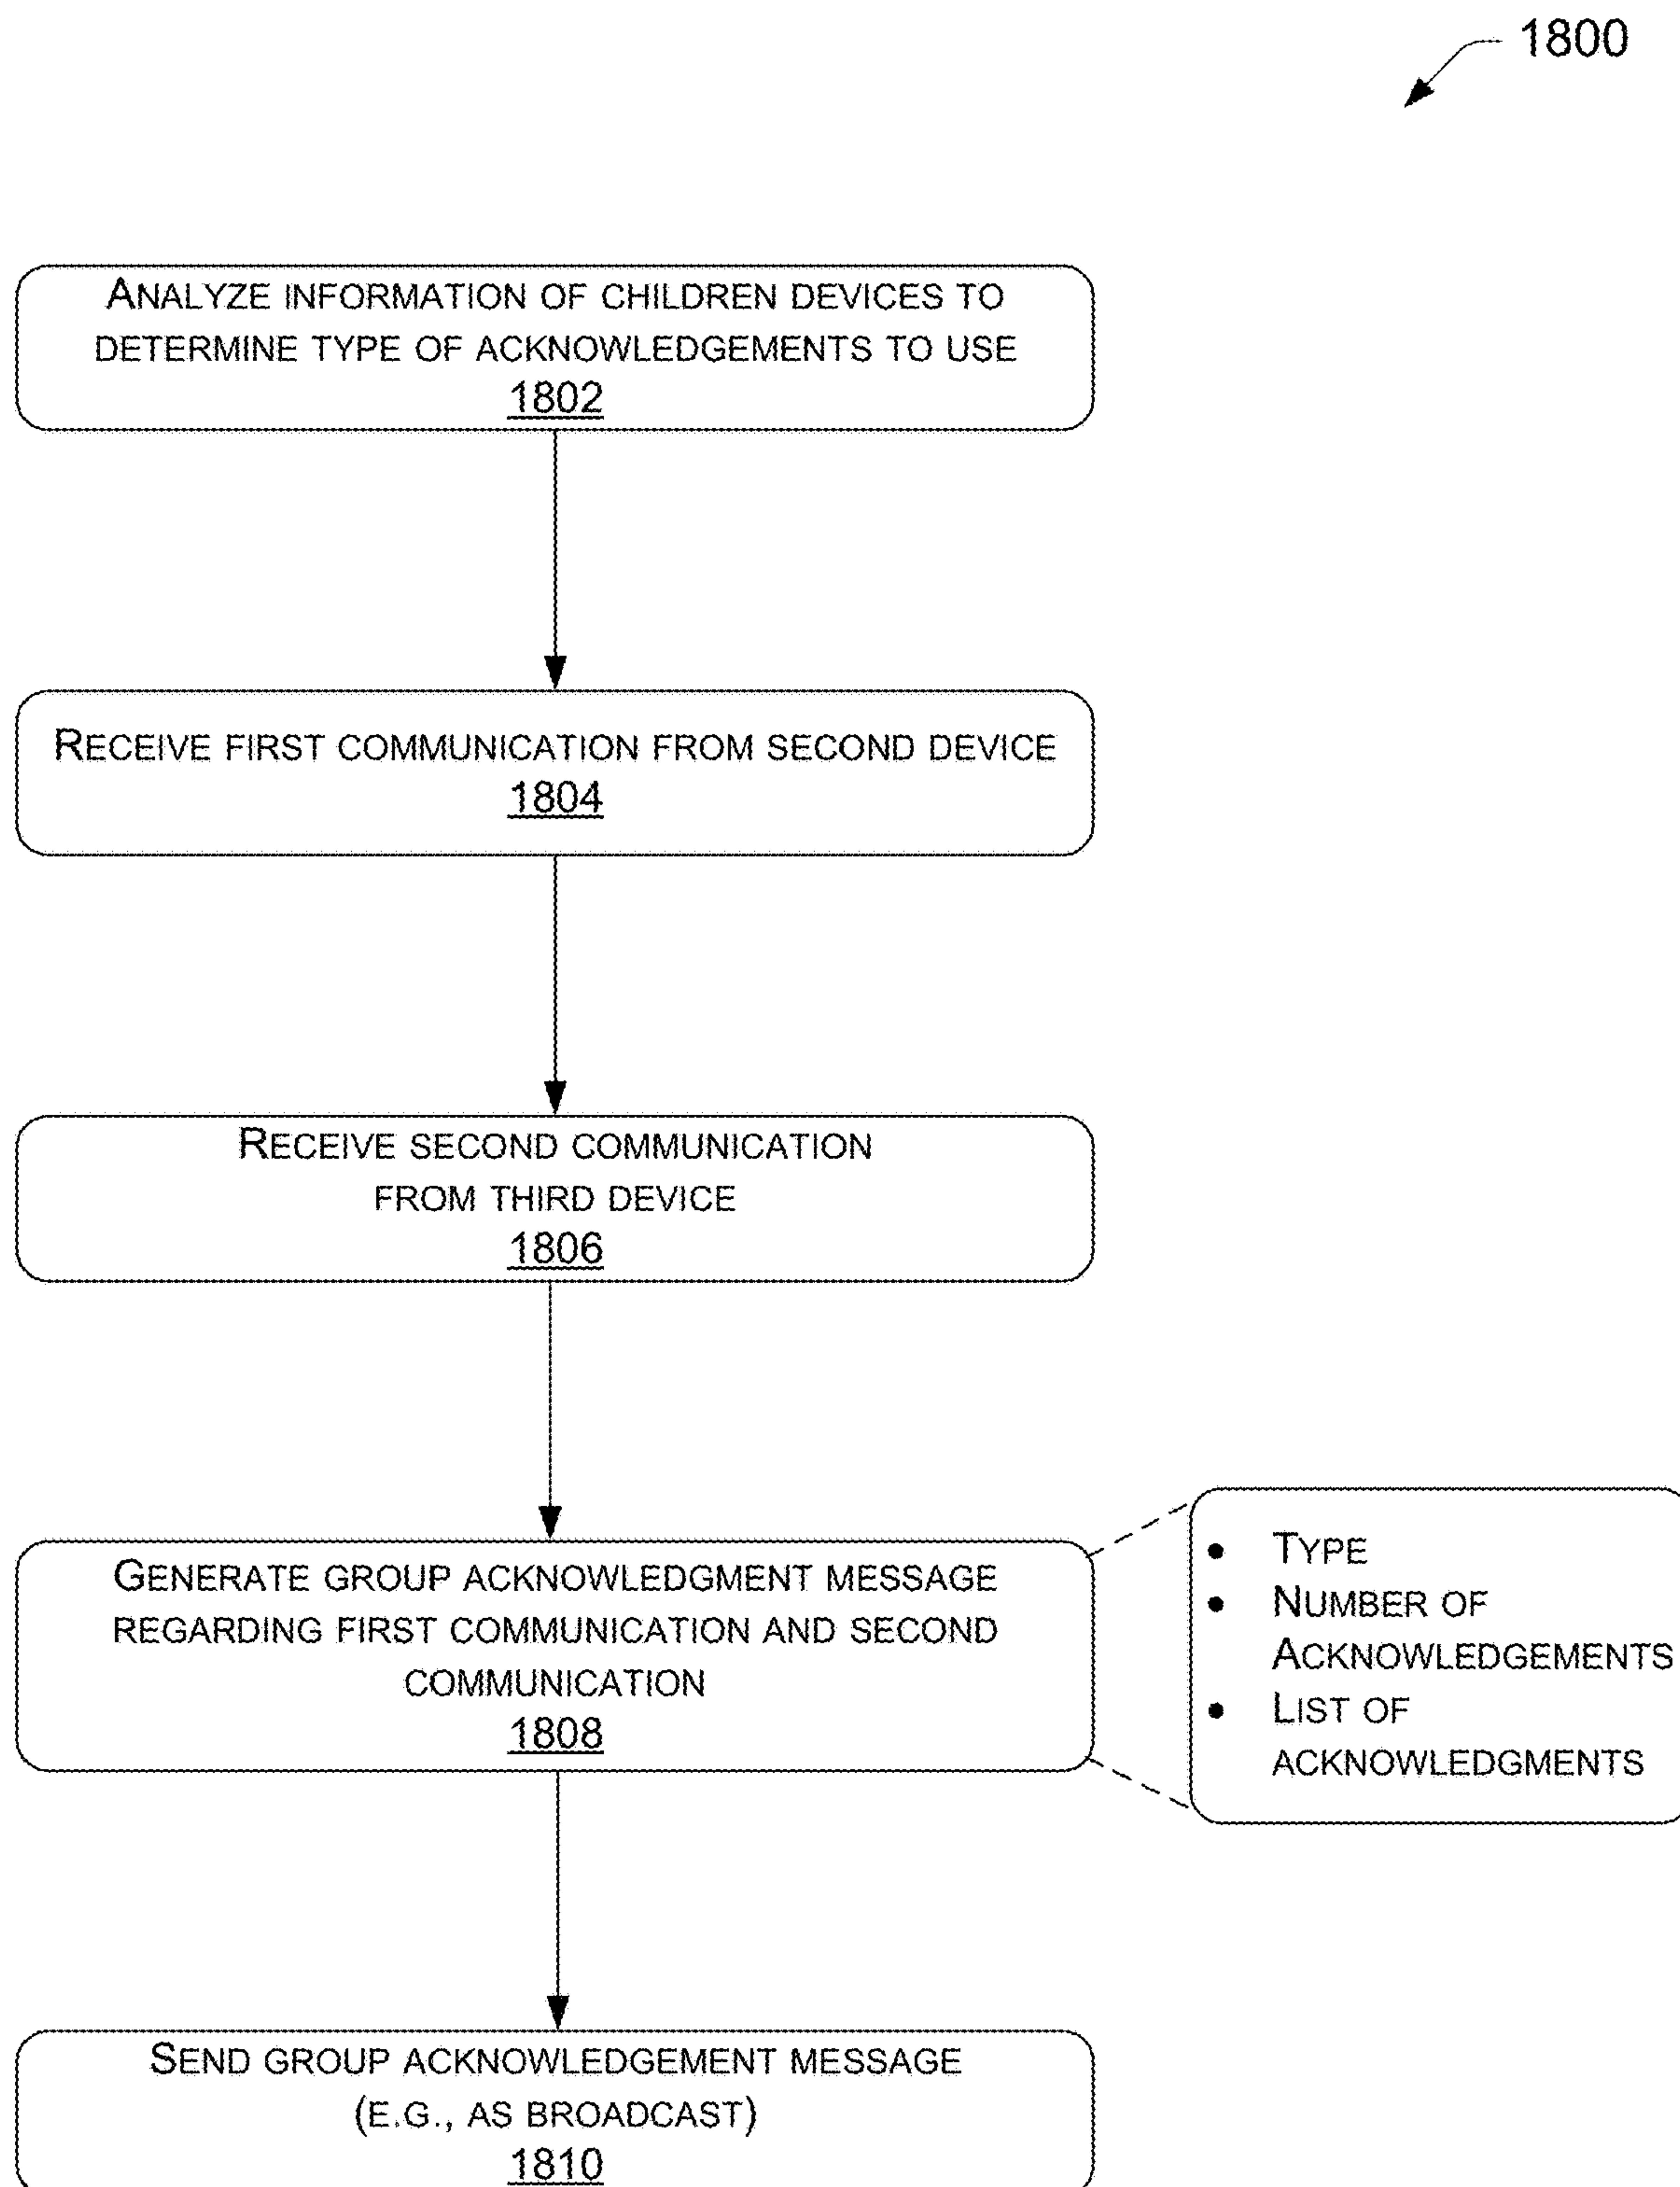 1800
ANALYZE INFORMATION OF CHILDREN DEVICES TO
DETERMINE TYPE OF ACKNOWLEDGEMENTS TO USE
1802
RECEIVE FIRST COMMUNICATION FROM SECOND DEVICE
1804
RECEIVE SECOND COMMUNICATION
FROM THIRD DEVICE
1806
GENERATE GROUP ACKNOWLEDGMENT MESSAGE
REGARDING FIRST COMMUNICATION AND SECOND
COMMUNICATION
1808
• TYPE
• NUMBER OF
ACKNOWLEDGEMENTS
• LIST OF
ACKNOWLEDGMENTS
SEND GROUP ACKNOWLEDGEMENT MESSAGE
(E.G., AS BROADCAST)
1810